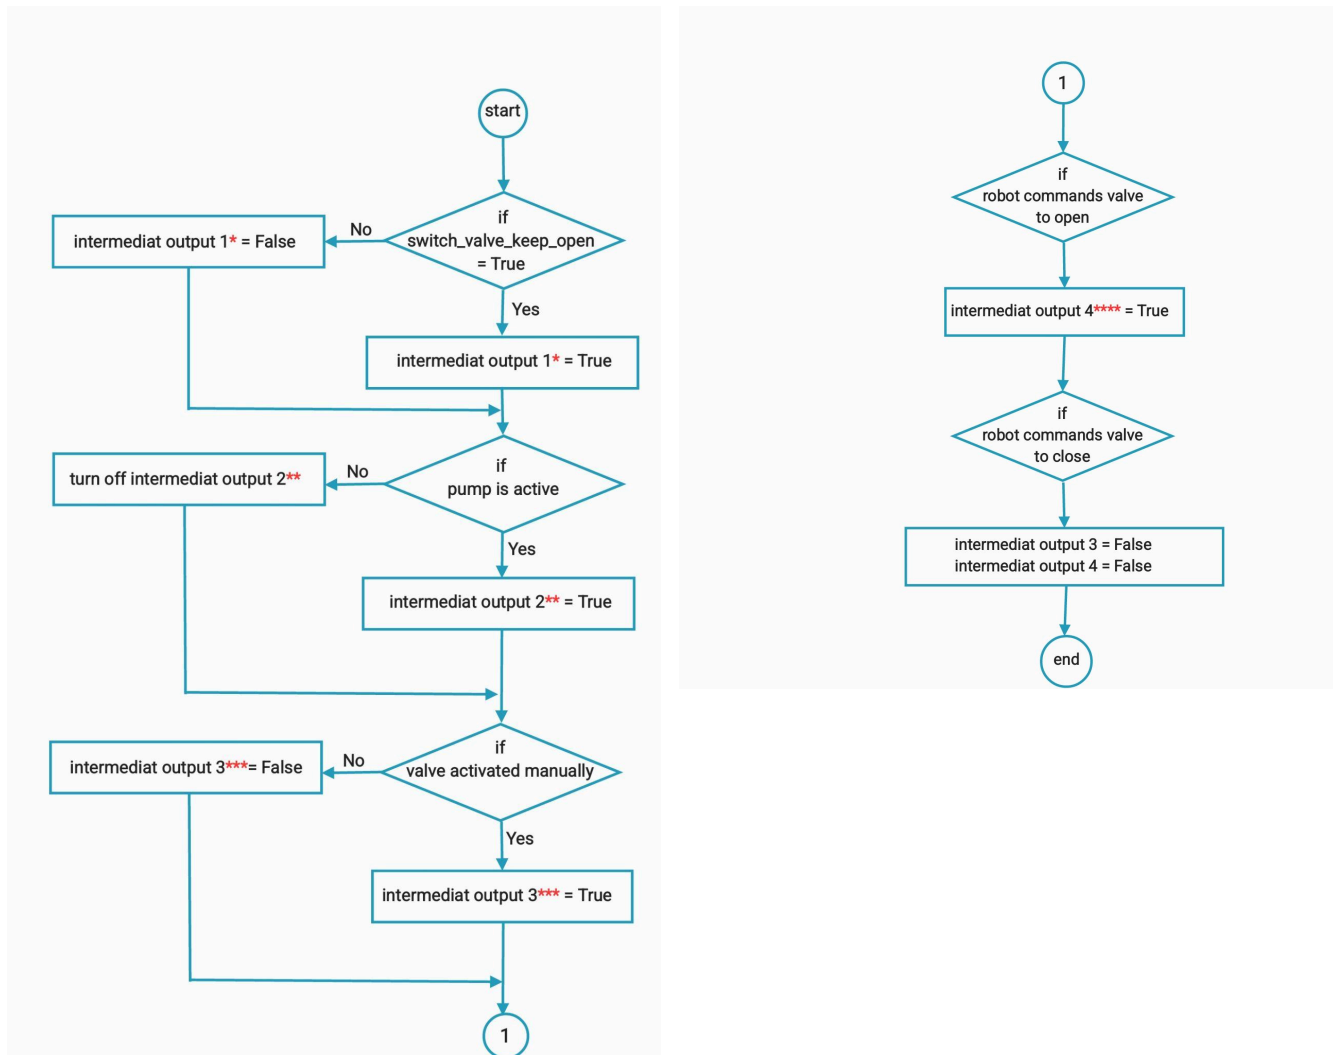 start
if
switch_valve_keep_open
= True
No
intermediat output 1* = False
Yes
intermediat output 1* = True
if
pump is active
No
turn off intermediat output 2**
Yes
intermediat output 2** = True
if
valve activated manually
No
intermediat output 3***= False
Yes
intermediat output 3*** = True
1
1
if
robot commands valve
to open
intermediat output 4**** = True
if
robot commands valve
to close
intermediat output 3 = False
intermediat output 4 = False
end